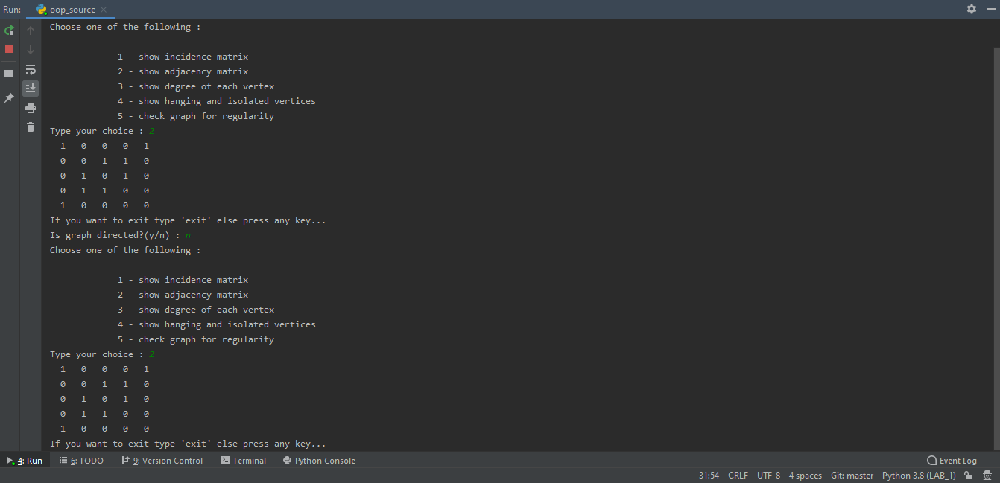 Run: oop_source
Choose one of the following :
1 - show incidence matrix
2 - show adjacency matrix
3 - show degree of each vertex
4 - show hanging and isolated vertices
5 - check graph for regularity
Type your choice : 2
1 0 0 0 1
0 0 1 1 0
0 1 0 1 0
0 1 1 0 0
1 0 0 0 0
If you want to exit type 'exit' else press any key...
Is graph directed?(y/n) : n
Choose one of the following :
1 - show incidence matrix
2 - show adjacency matrix
3 - show degree of each vertex
4 - show hanging and isolated vertices
5 - check graph for regularity
Type your choice : 2
1 0 0 0 1
0 0 1 1 0
0 1 0 1 0
0 1 1 0 0
1 0 0 0 0
If you want to exit type 'exit' else press any key...
4: Run 6: TODO 9: Version Control Terminal Python Console Event Log
31:54 CRLF UTF-8 4 spaces Git: master Python 3.8 (LAB_1)